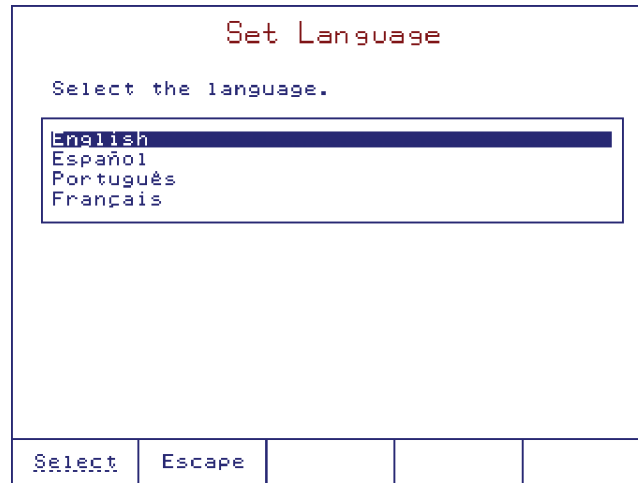 Set Language
Select the language.
English
Español
Português
Français
Select Escape